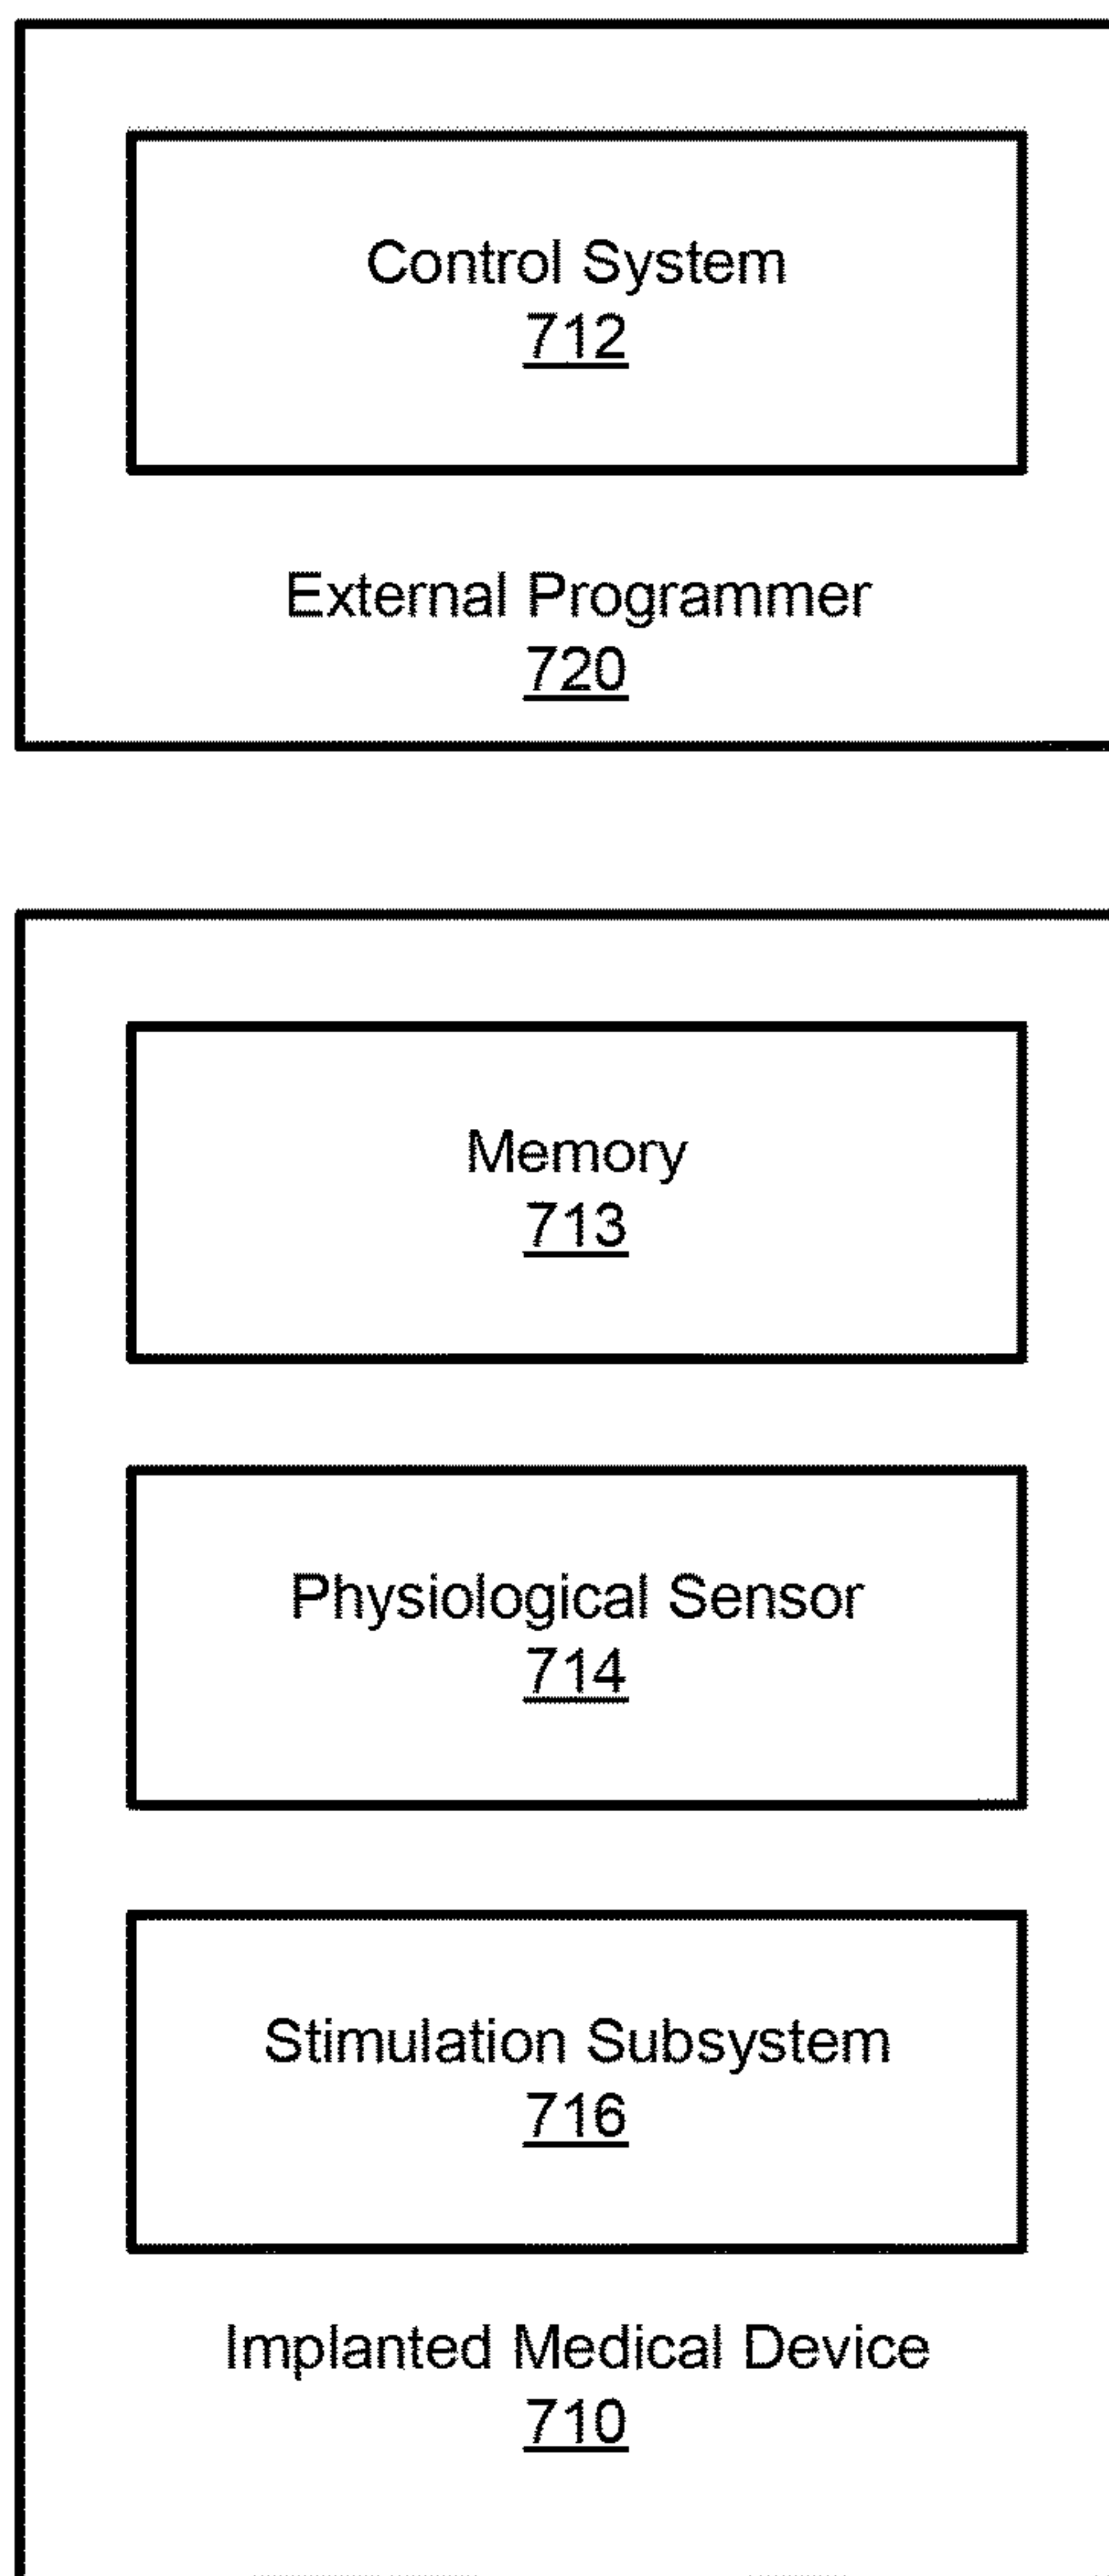 Control System
712
External Programmer
720
Memory
713
Physiological Sensor
714
Stimulation Subsystem
716
Implanted Medical Device
710